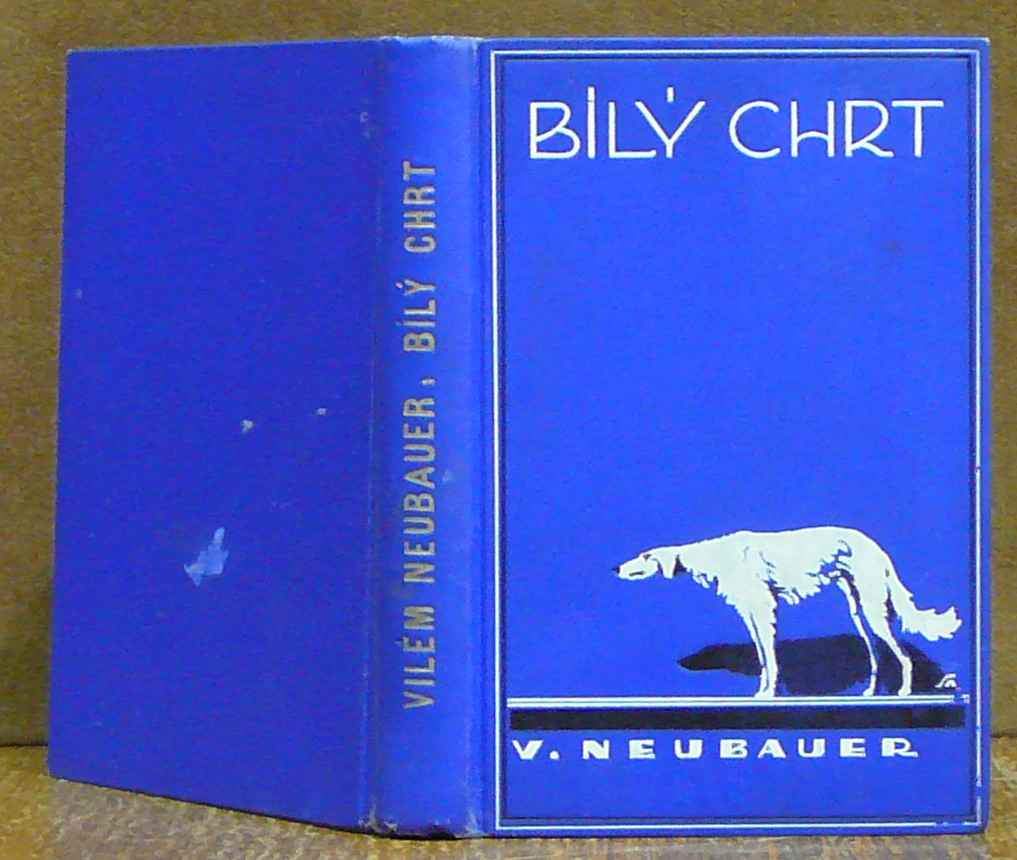 VILÉM NEUBAUER. BÍLÝ CHRT
BÍLÝ CHRT
V. NEUBAUER